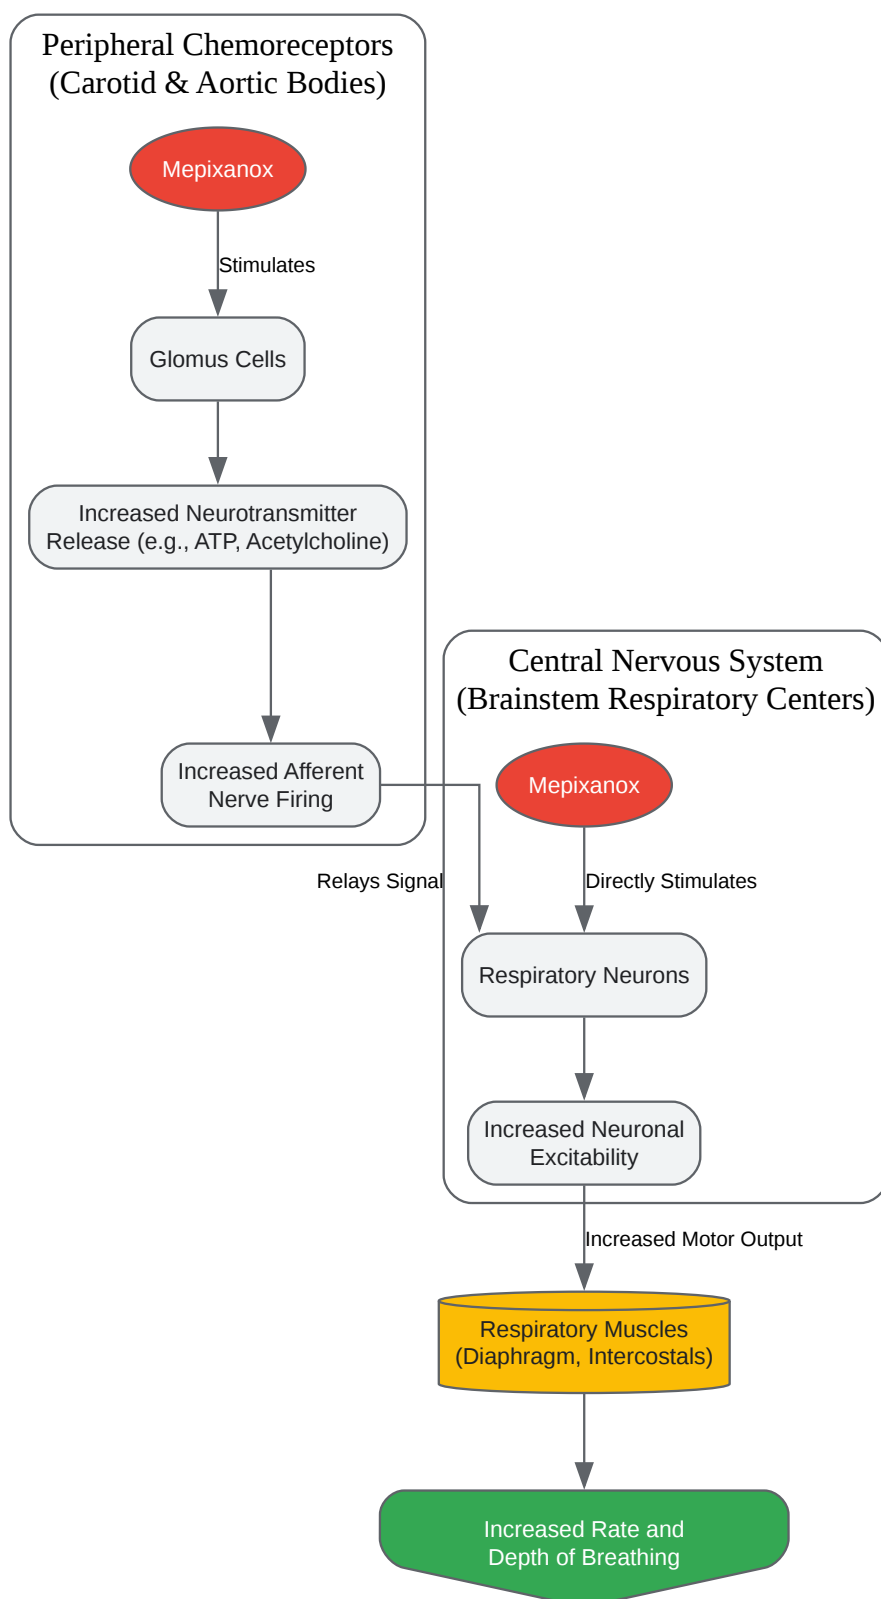 Peripheral Chemoreceptors
(Carotid & Aortic Bodies)
Mepixanox
Stimulates
Glomus Cells
Increased Neurotransmitter
Release (e.g., ATP, Acetylcholine)
Increased Afferent
Nerve Firing
Relays Signal
Central Nervous System
(Brainstem Respiratory Centers)
Mepixanox
Directly Stimulates
Respiratory Neurons
Increased Neuronal
Excitability
Increased Motor Output
Respiratory Muscles
(Diaphragm, Intercostals)
Increased Rate and
Depth of Breathing